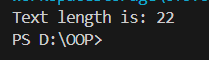 Text length is: 22
PS D:\OOP>